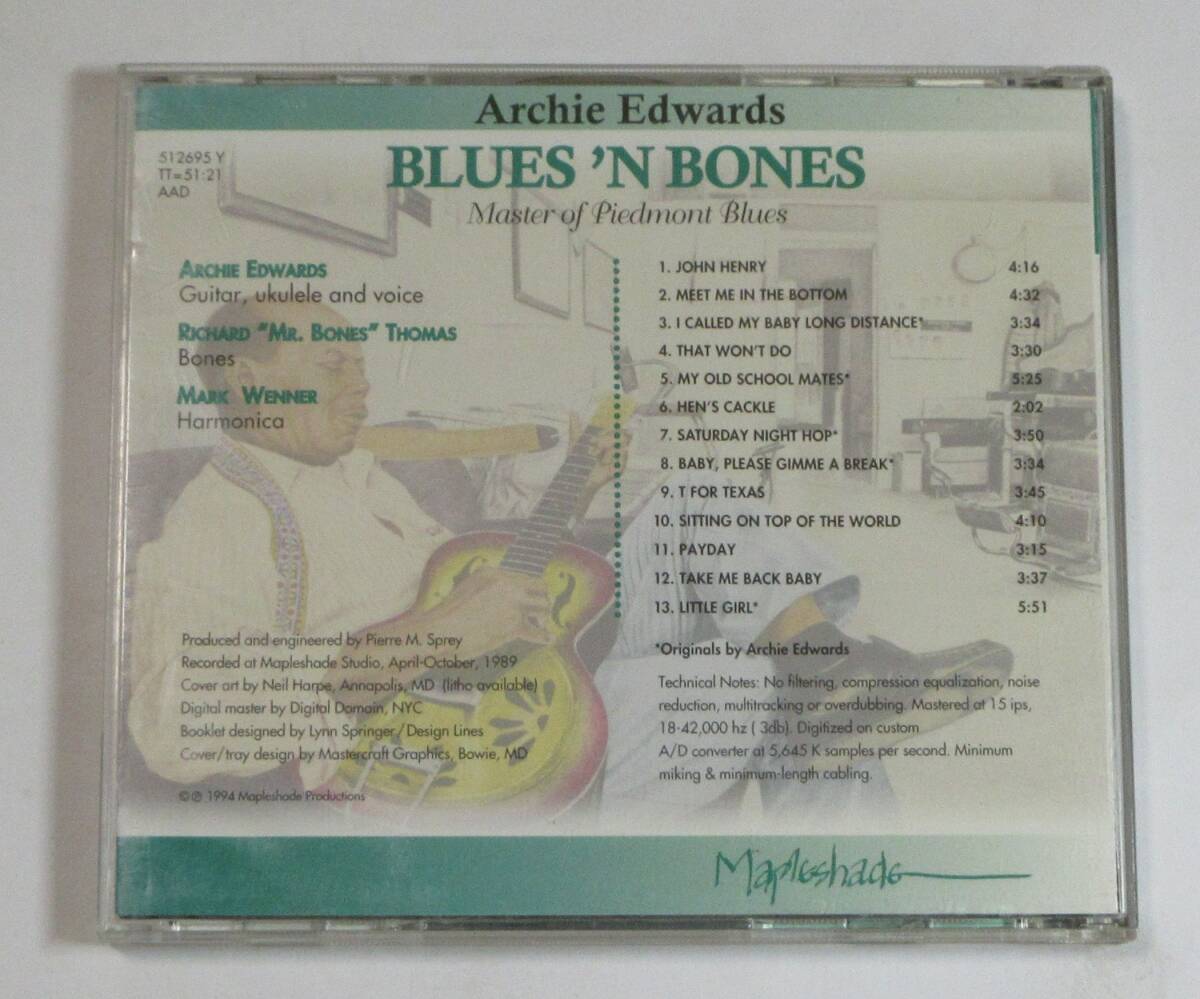 Archie Edwards
BLUES 'N BONES
Master of Piedmont Blues
512695 Y
TT=51:21
AAD
ARCHIE EDWARDS
Guitar, ukulele and voice
RICHARD "MR. BONES" THOMAS
Bones
MARK WENNER
Harmonica
1. JOHN HENRY 4:16
2. MEET ME IN THE BOTTOM 4:32
3. I CALLED MY BABY LONG DISTANCE* 3:34
4. THAT WON'T DO 3:30
5. MY OLD SCHOOL MATES* 5:25
6. HEN'S CACKLE 2:02
7. SATURDAY NIGHT HOP* 3:50
8. BABY, PLEASE GIMME A BREAK* 3:34
9. T FOR TEXAS 3:45
10. SITTING ON TOP OF THE WORLD 4:10
11. PAYDAY 3:15
12. TAKE ME BACK BABY 3:37
13. LITTLE GIRL* 5:51
*Originals by Archie Edwards
Produced and engineered by Pierre M. Sprey
Recorded at Mapleshade Studio, April-October, 1989
Cover art by Neil Harpe, Annapolis, MD (litho available)
Digital master by Digital Domain, NYC
Booklet designed by Lynn Springer/Design Lines
Cover/tray design by Mastercraft Graphics, Bowie, MD
©℗ 1994 Mapleshade Productions
Technical Notes: No filtering, compression equalization, noise
reduction, multitracking or overdubbing. Mastered at 15 ips,
18-42,000 hz ( 3db). Digitized on custom
A/D converter at 5,645 K samples per second. Minimum
miking & minimum-length cabling.
Mapleshade